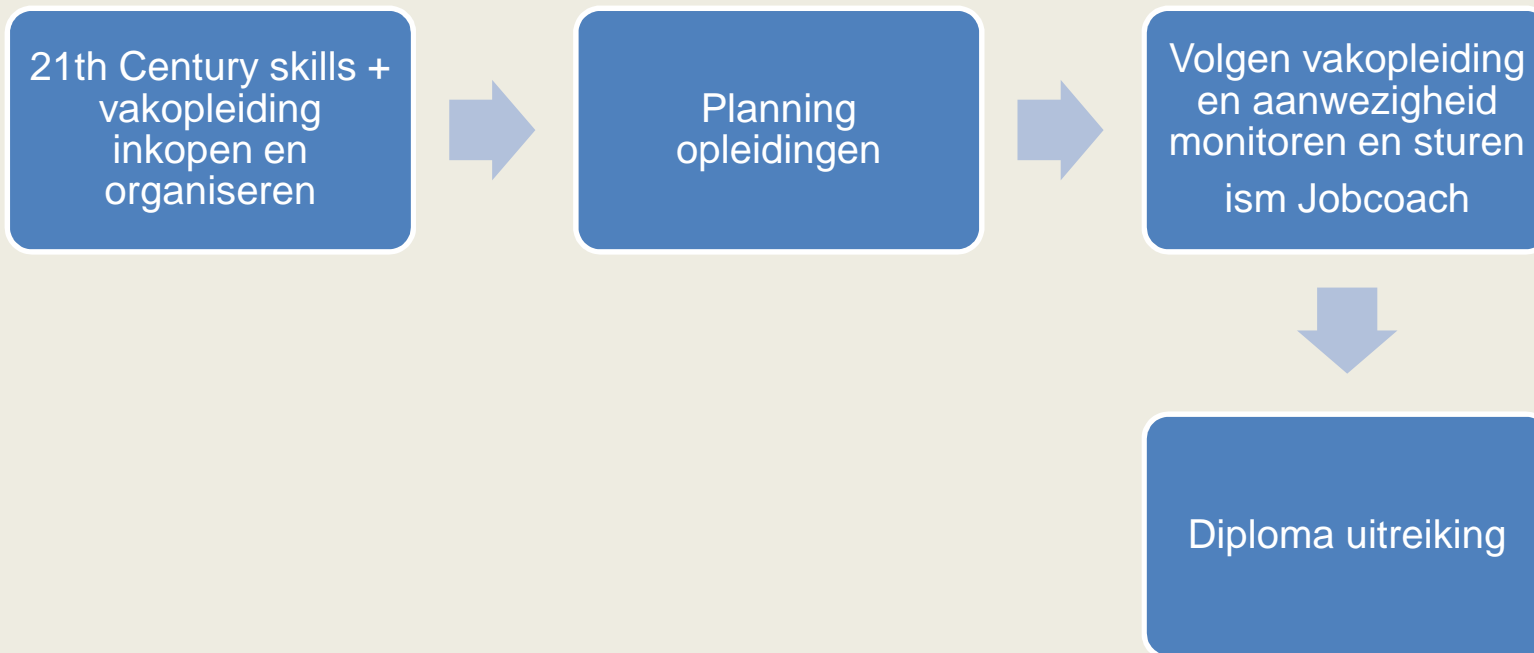 21th Century skills +
vakopleiding
inkopen en
organiseren
Planning
opleidingen
Volgen vakopleiding
en aanwezigheid
monitoren en sturen
ism Jobcoach
Diploma uitreiking